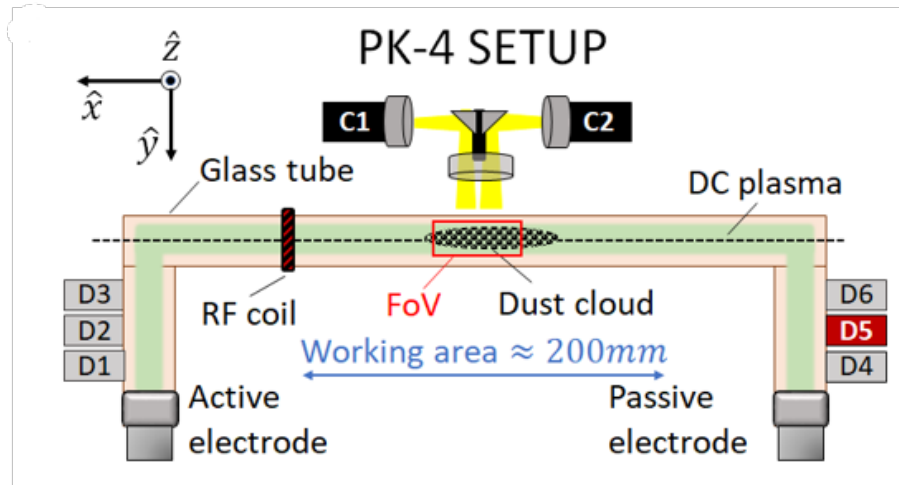 PK-4 SETUP
ẑ
x̂
ŷ
C1
C2
Glass tube
DC plasma
D3
D2
D1
RF coil
FoV
Dust cloud
D6
D5
D4
Working area ≈ 200mm
Active
electrode
Passive
electrode